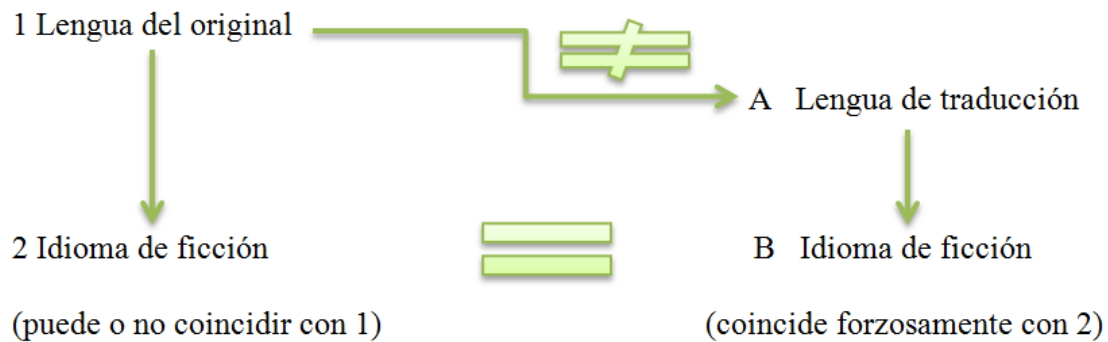 1 Lengua del original
A Lengua de traducción
2 Idioma de ficción
B Idioma de ficción
(puede o no coincidir con 1)
(coincide forzosamente con 2)